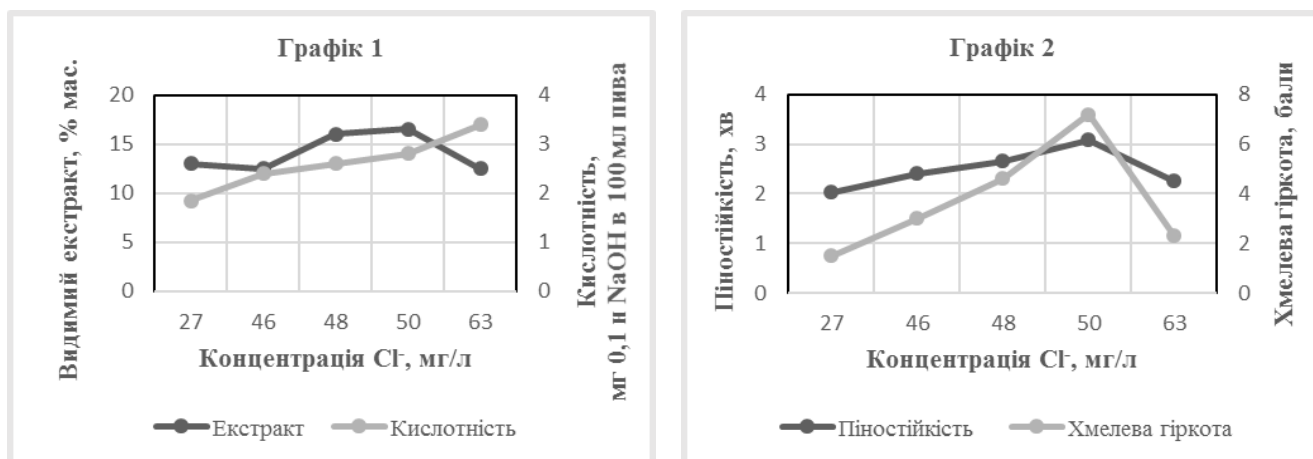 Графік 1
Видимий екстракт, % мас.
20
15
10
5
0
4
3
2
1
0
Кислотність,
мг 0,1 н NaOH в 100 мл пива
27 46 48 50 63
Концентрація Cl⁻, мг/л
Екстракт Кислотність
Графік 2
Піностійкість, хв
4
3
2
1
0
8
6
4
2
0
Хмелева гіркота, бали
27 46 48 50 63
Концентрація Cl⁻, мг/л
Піностійкість Хмелева гіркота